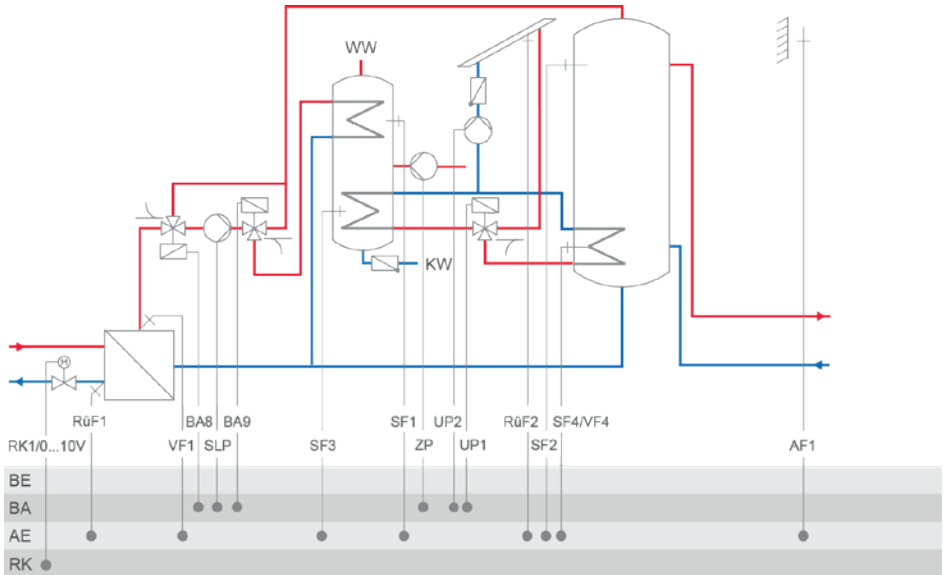 WW
KW
M
RüF1 BA8 BA9 SF1 UP2 RüF2 SF4/VF4
RK1/0...10V VF1 SLP SF3 ZP UP1 SF2 AF1
BE
BA
AE
RK